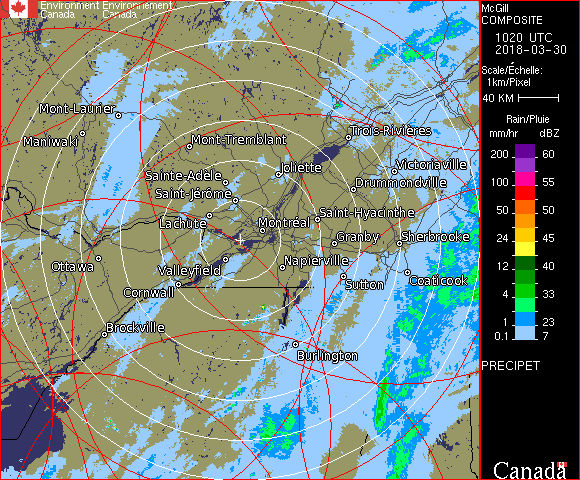 Environment Environnement
Canada Canada
McGill
COMPOSITE
1020 UTC
2018-03-30
Scale/Échelle:
1km/Pixel
40 KM
Rain/Pluie
mm/hr dBZ
200 60
100 55
50 50
24 45
12 40
4 33
1 23
0.1 7
PRECIPET
Canada
Mont-Laurier
Maniwaki
Mont-Tremblant
Trois-Rivières
Sainte-Adèle
Joliette
Victoriaville
Saint-Jérôme
Drummondville
Lachute
Montréal
Saint-Hyacinthe
Granby
Sherbrooke
Ottawa
Valleyfield
Napierville
Cornwall
Sutton
Coaticook
Brockville
Burlington